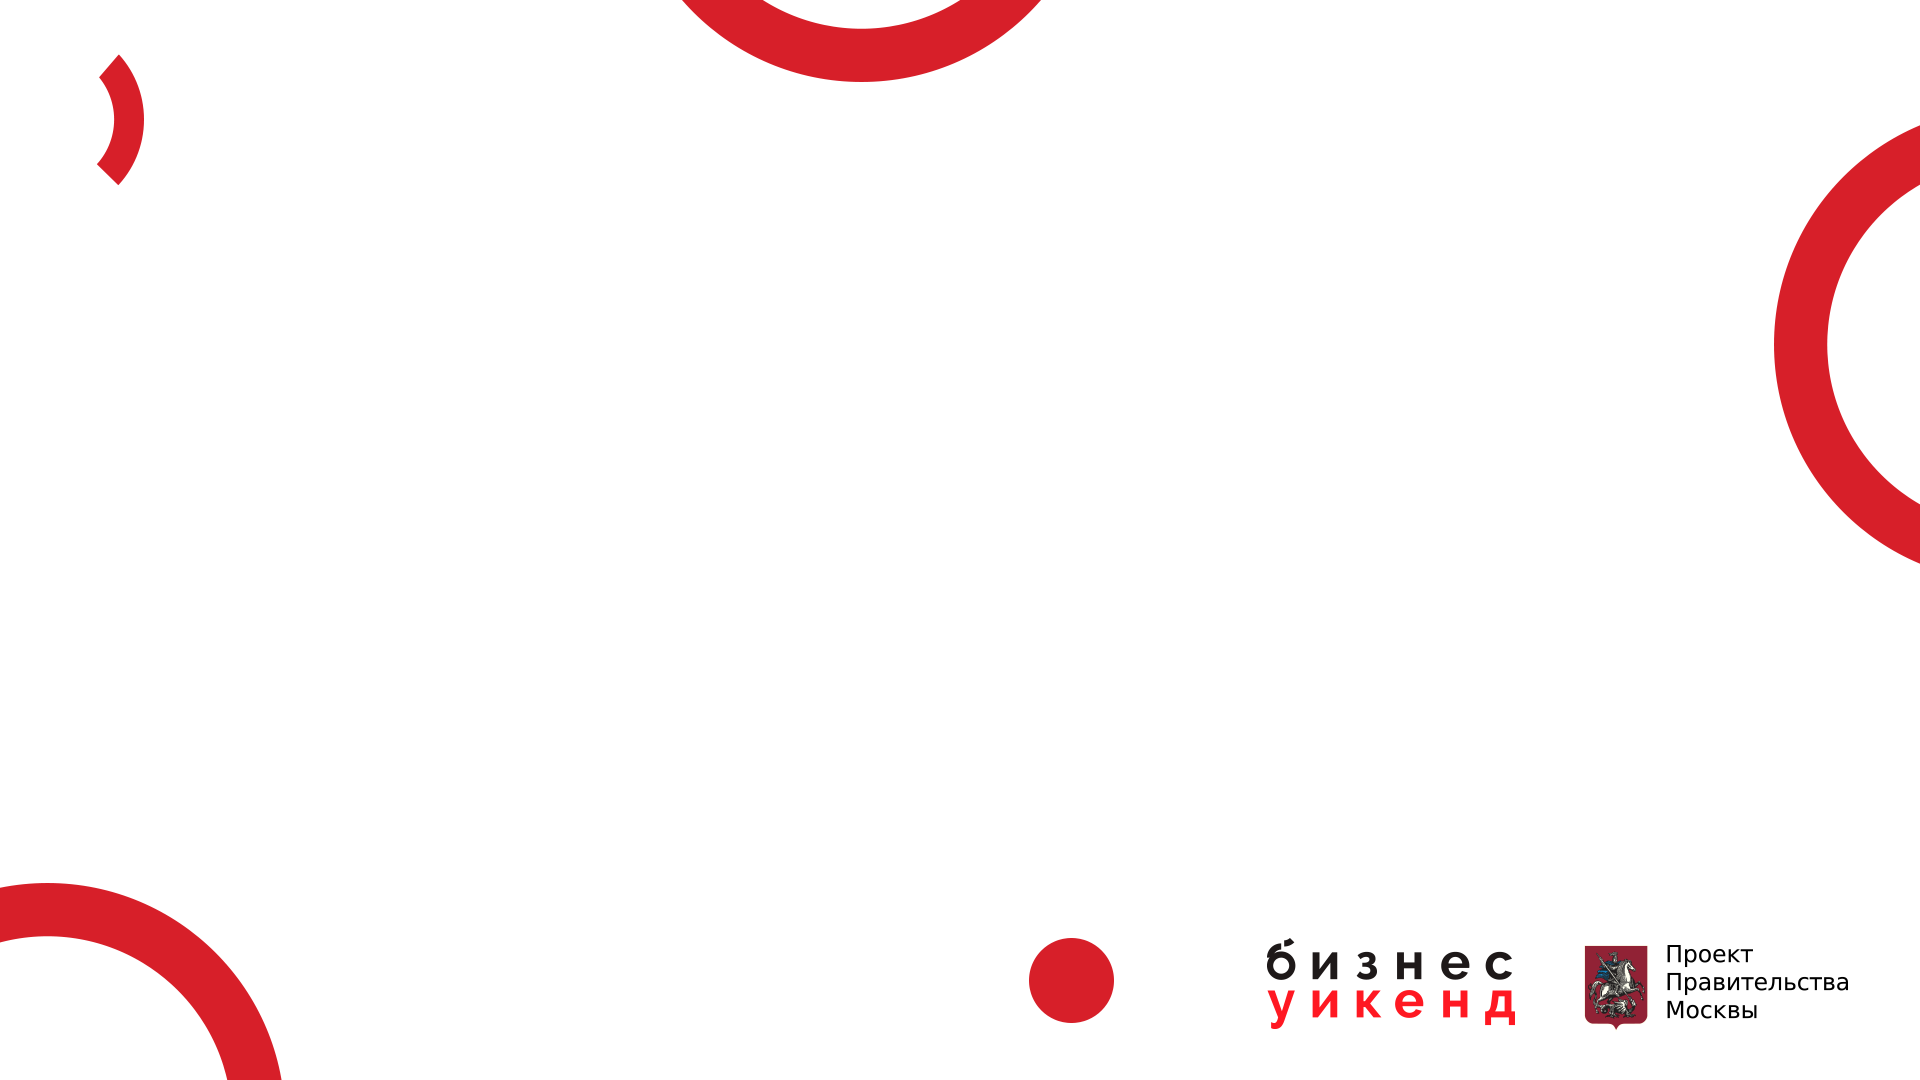 бизнес
уикенд
Проект
Правительства
Москвы